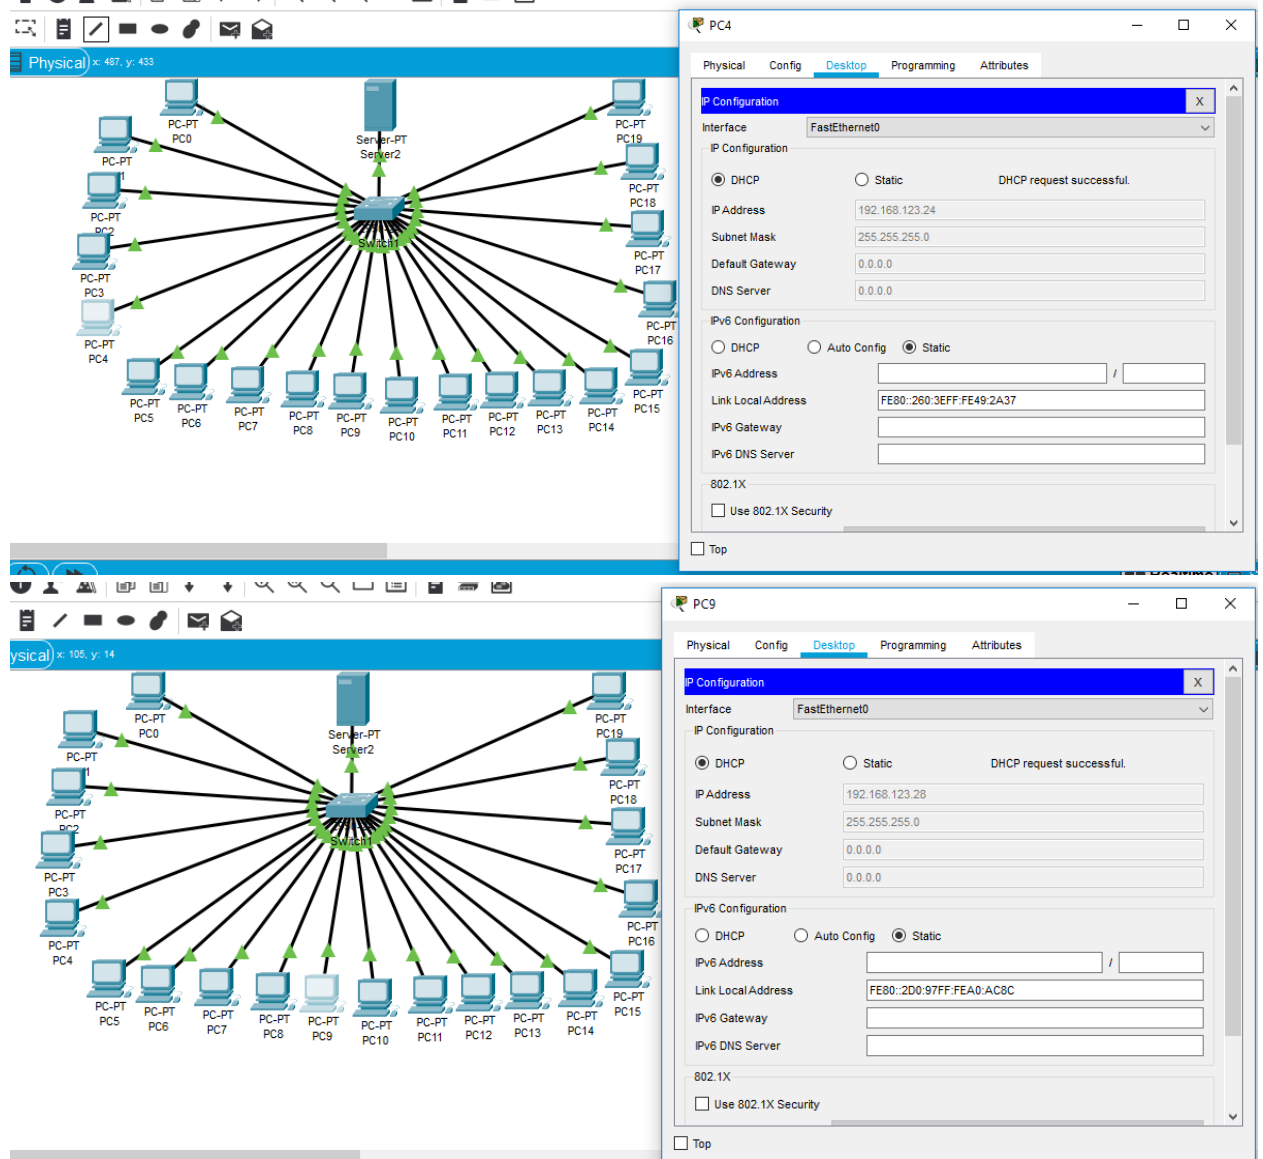 PC4
Physical Config Desktop Programming Attributes
Physical x: 487, y: 433
IP Configuration X
Interface FastEthernet0
IP Configuration
DHCP Static DHCP request successful.
IP Address 192.168.123.24
Subnet Mask 255.255.255.0
Default Gateway 0.0.0.0
DNS Server 0.0.0.0
IPv6 Configuration
DHCP Auto Config Static
IPv6 Address /
Link Local Address FE80::260:3EFF:FE49:2A37
IPv6 Gateway
IPv6 DNS Server
802.1X
Use 802.1X Security
Top
PC-PT
PC0
PC-PT
1
PC-PT
PC2
PC-PT
PC3
PC-PT
PC4
PC-PT
PC5
PC-PT
PC6
PC-PT
PC7
PC-PT
PC8
PC-PT
PC9
PC-PT
PC10
PC-PT
PC11
PC-PT
PC12
PC-PT
PC13
PC-PT
PC14
PC-PT
PC15
PC-PT
PC16
PC-PT
PC17
PC-PT
PC18
PC-PT
PC19
Server-PT
Server2
Switch1
Realtime
PC9
Physical Config Desktop Programming Attributes
ysical x: 105, y: 14
IP Configuration X
Interface FastEthernet0
IP Configuration
DHCP Static DHCP request successful.
IP Address 192.168.123.28
Subnet Mask 255.255.255.0
Default Gateway 0.0.0.0
DNS Server 0.0.0.0
IPv6 Configuration
DHCP Auto Config Static
IPv6 Address /
Link Local Address FE80::2D0:97FF:FEA0:AC8C
IPv6 Gateway
IPv6 DNS Server
802.1X
Use 802.1X Security
Top
PC-PT
PC0
PC-PT
1
PC-PT
PC2
PC-PT
PC3
PC-PT
PC4
PC-PT
PC5
PC-PT
PC6
PC-PT
PC7
PC-PT
PC8
PC-PT
PC9
PC-PT
PC10
PC-PT
PC11
PC-PT
PC12
PC-PT
PC13
PC-PT
PC14
PC-PT
PC15
PC-PT
PC16
PC-PT
PC17
PC-PT
PC18
PC-PT
PC19
Server-PT
Server2
Switch1